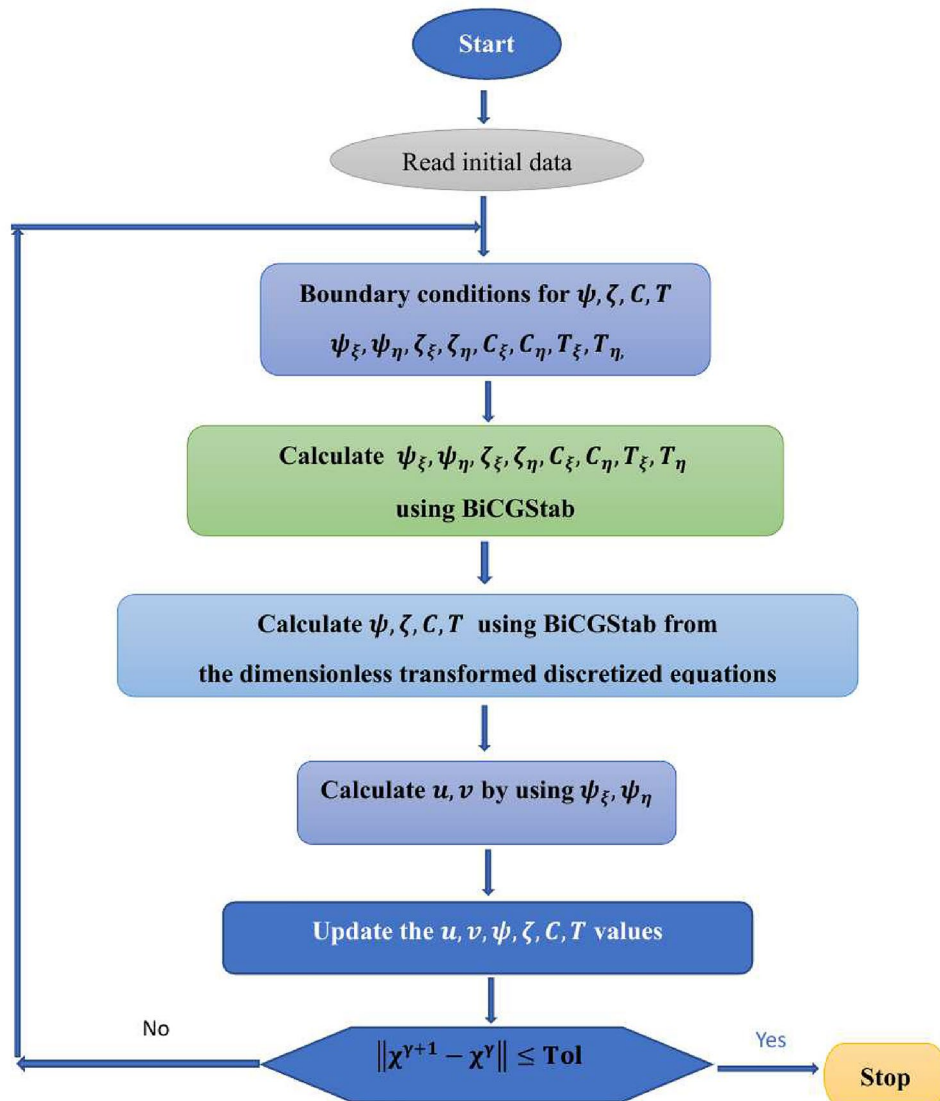 Start
Read initial data
Boundary conditions for ψ, ζ, C, T
ψ_ξ, ψ_η, ζ_ξ, ζ_η, C_ξ, C_η, T_ξ, T_η,
Calculate ψ_ξ, ψ_η, ζ_ξ, ζ_η, C_ξ, C_η, T_ξ, T_η
using BiCGStab
Calculate ψ, ζ, C, T using BiCGStab from
the dimensionless transformed discretized equations
Calculate u, v by using ψ_ξ, ψ_η
Update the u, v, ψ, ζ, C, T values
No
‖χ^{γ+1} − χ^γ‖ ≤ Tol
Yes
Stop